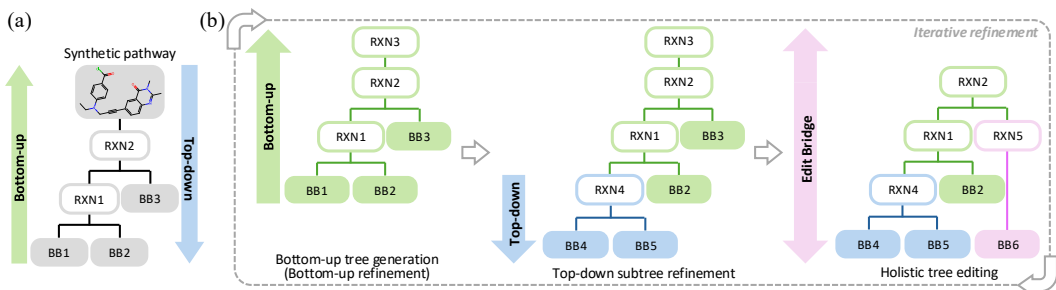 (a)
Synthetic pathway
Bottom-up
Top-down
RXN2
RXN1
BB3
BB1
BB2
(b)
Iterative refinement
Bottom-up
RXN3
RXN2
RXN1
BB3
BB1
BB2
Bottom-up tree generation
(Bottom-up refinement)
Top-down
RXN3
RXN2
RXN1
BB3
RXN4
BB2
BB4
BB5
Top-down subtree refinement
Edit Bridge
RXN2
RXN1
RXN5
RXN4
BB2
BB4
BB5
BB6
Holistic tree editing